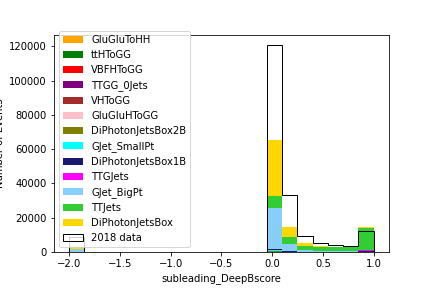 GluGluToHH
ttHToGG
VBFHToGG
TTGG_0Jets
VHToGG
GluGluHToGG
DiPhotonJetsBox2B
GJet_SmallPt
DiPhotonJetsBox1B
TTGJets
GJet_BigPt
TTJets
DiPhotonJetsBox
2018 data
120000
100000
80000
60000
40000
20000
0
Number of Events
−2.0 −1.5 −1.0 −0.5 0.0 0.5 1.0
subleading_DeepBscore